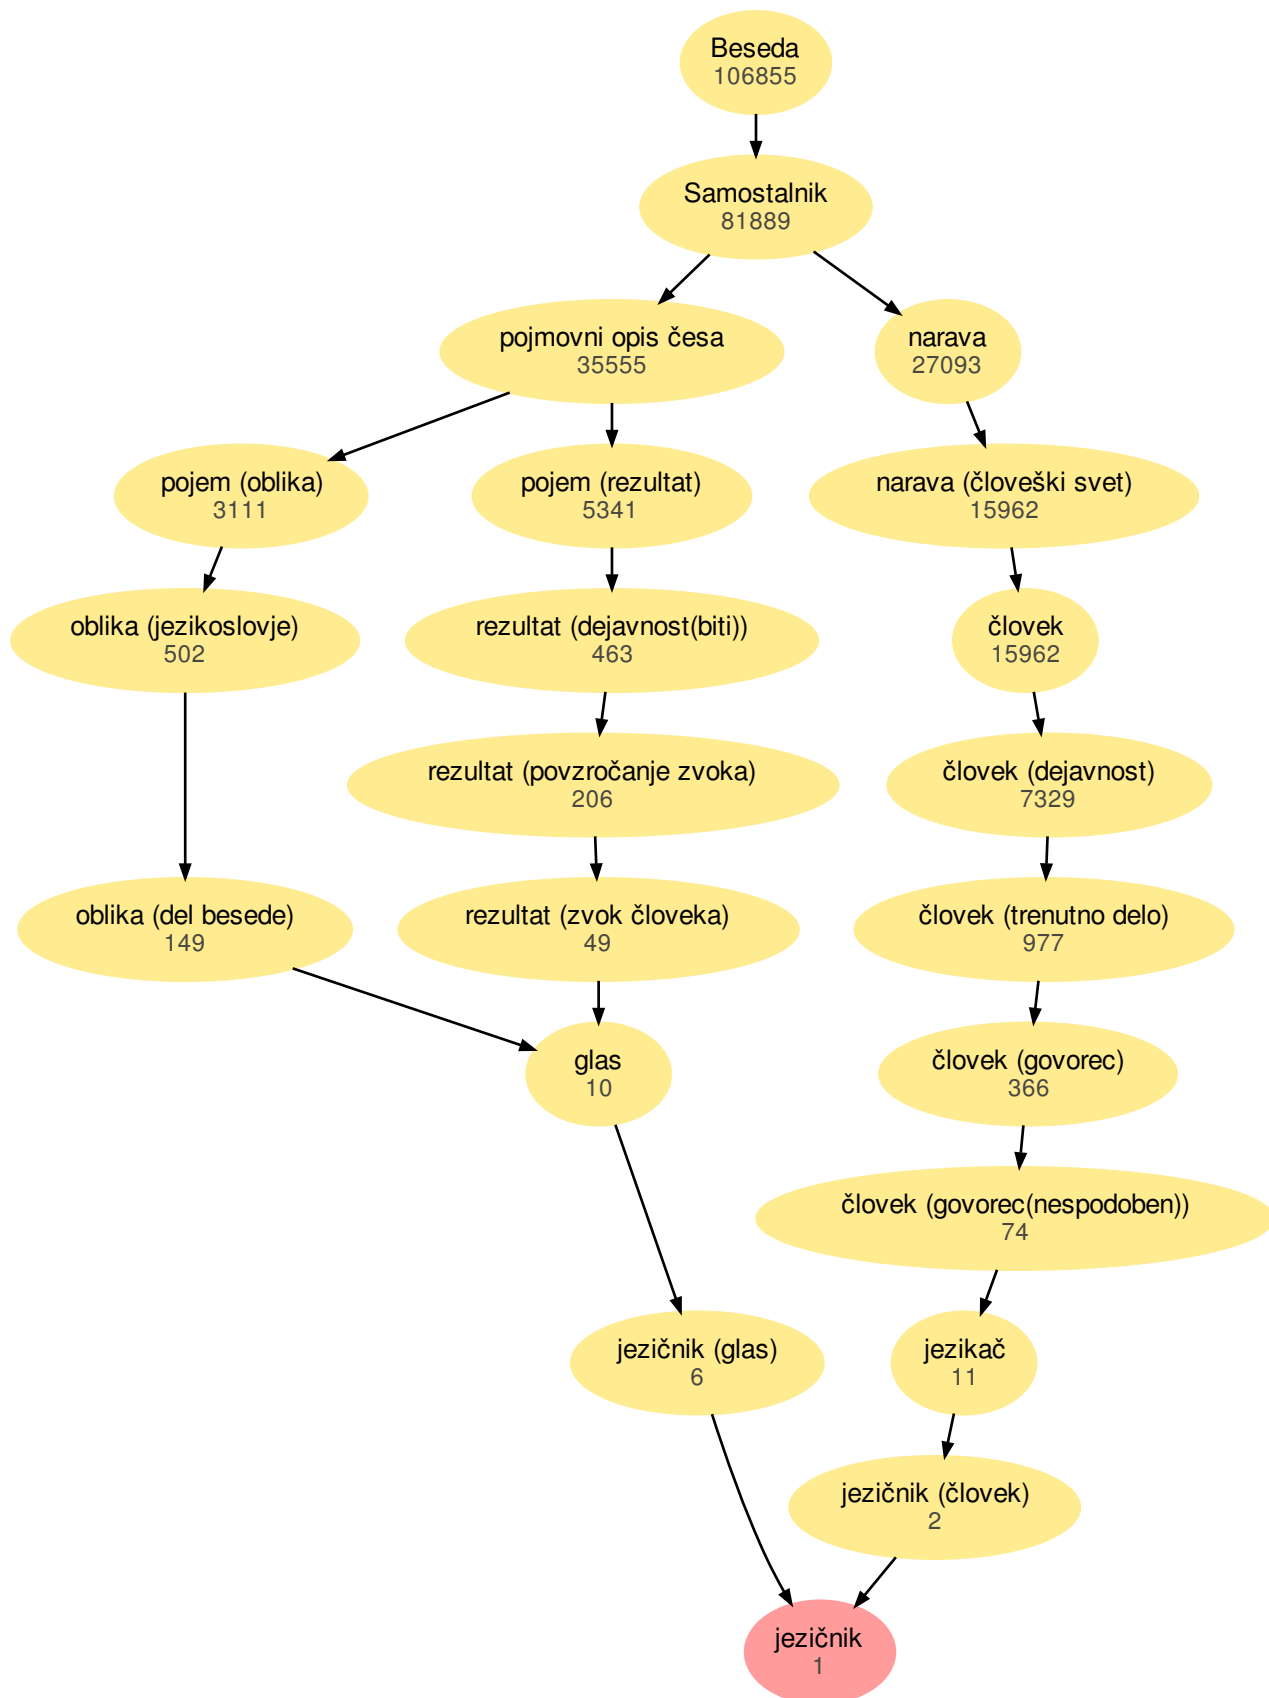 Beseda
106855
Samostalnik
81889
pojmovni opis česa
35555
narava
27093
pojem (oblika)
3111
pojem (rezultat)
5341
narava (človeški svet)
15962
oblika (jezikoslovje)
502
rezultat (dejavnost(biti))
463
človek
15962
rezultat (povzročanje zvoka)
206
človek (dejavnost)
7329
oblika (del besede)
149
rezultat (zvok človeka)
49
človek (trenutno delo)
977
glas
10
človek (govorec)
366
človek (govorec(nespodoben))
74
jezičnik (glas)
6
jezikač
11
jezičnik (človek)
2
jezičnik
1